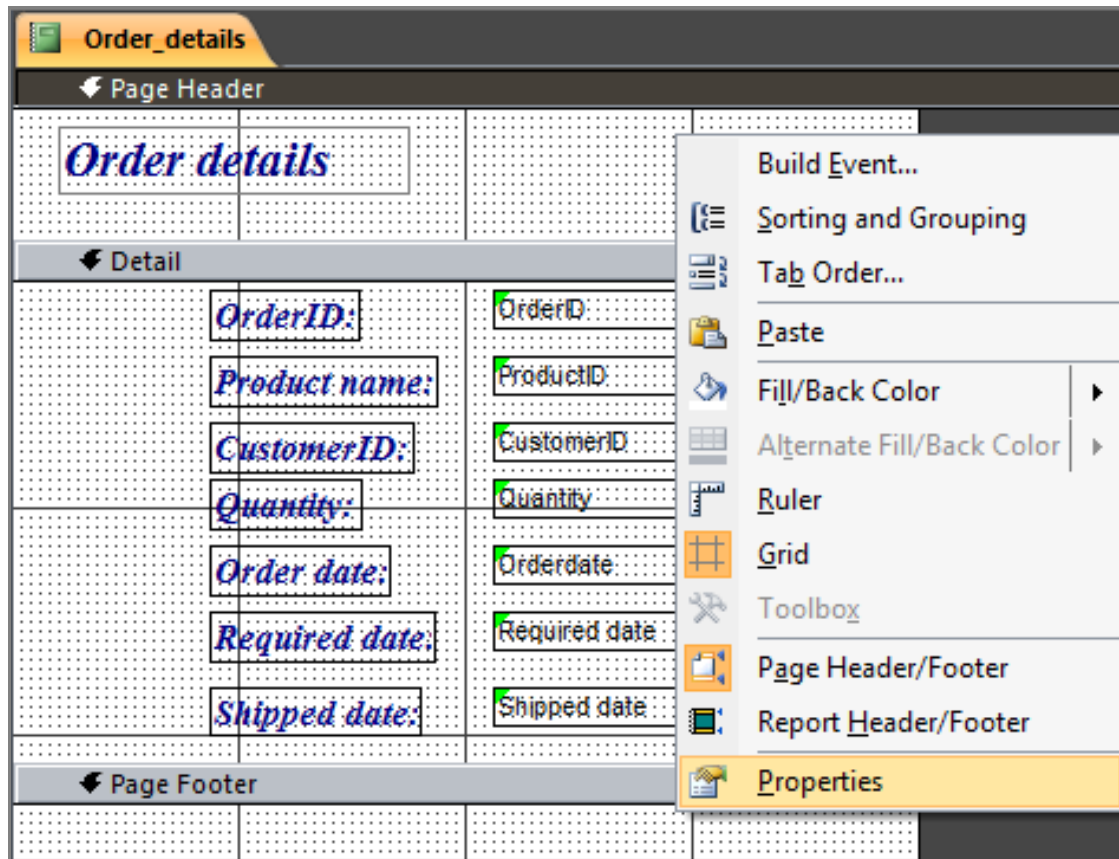 Order_details
Page Header
Order details
Detail
OrderID: OrderID
Product name: ProductID
CustomerID: CustomerID
Quantity: Quantity
Order date: Orderdate
Required date: Required date
Shipped date: Shipped date
Page Footer
Build Event...
Sorting and Grouping
Tab Order...
Paste
Fill/Back Color
Alternate Fill/Back Color
Ruler
Grid
Toolbox
Page Header/Footer
Report Header/Footer
Properties